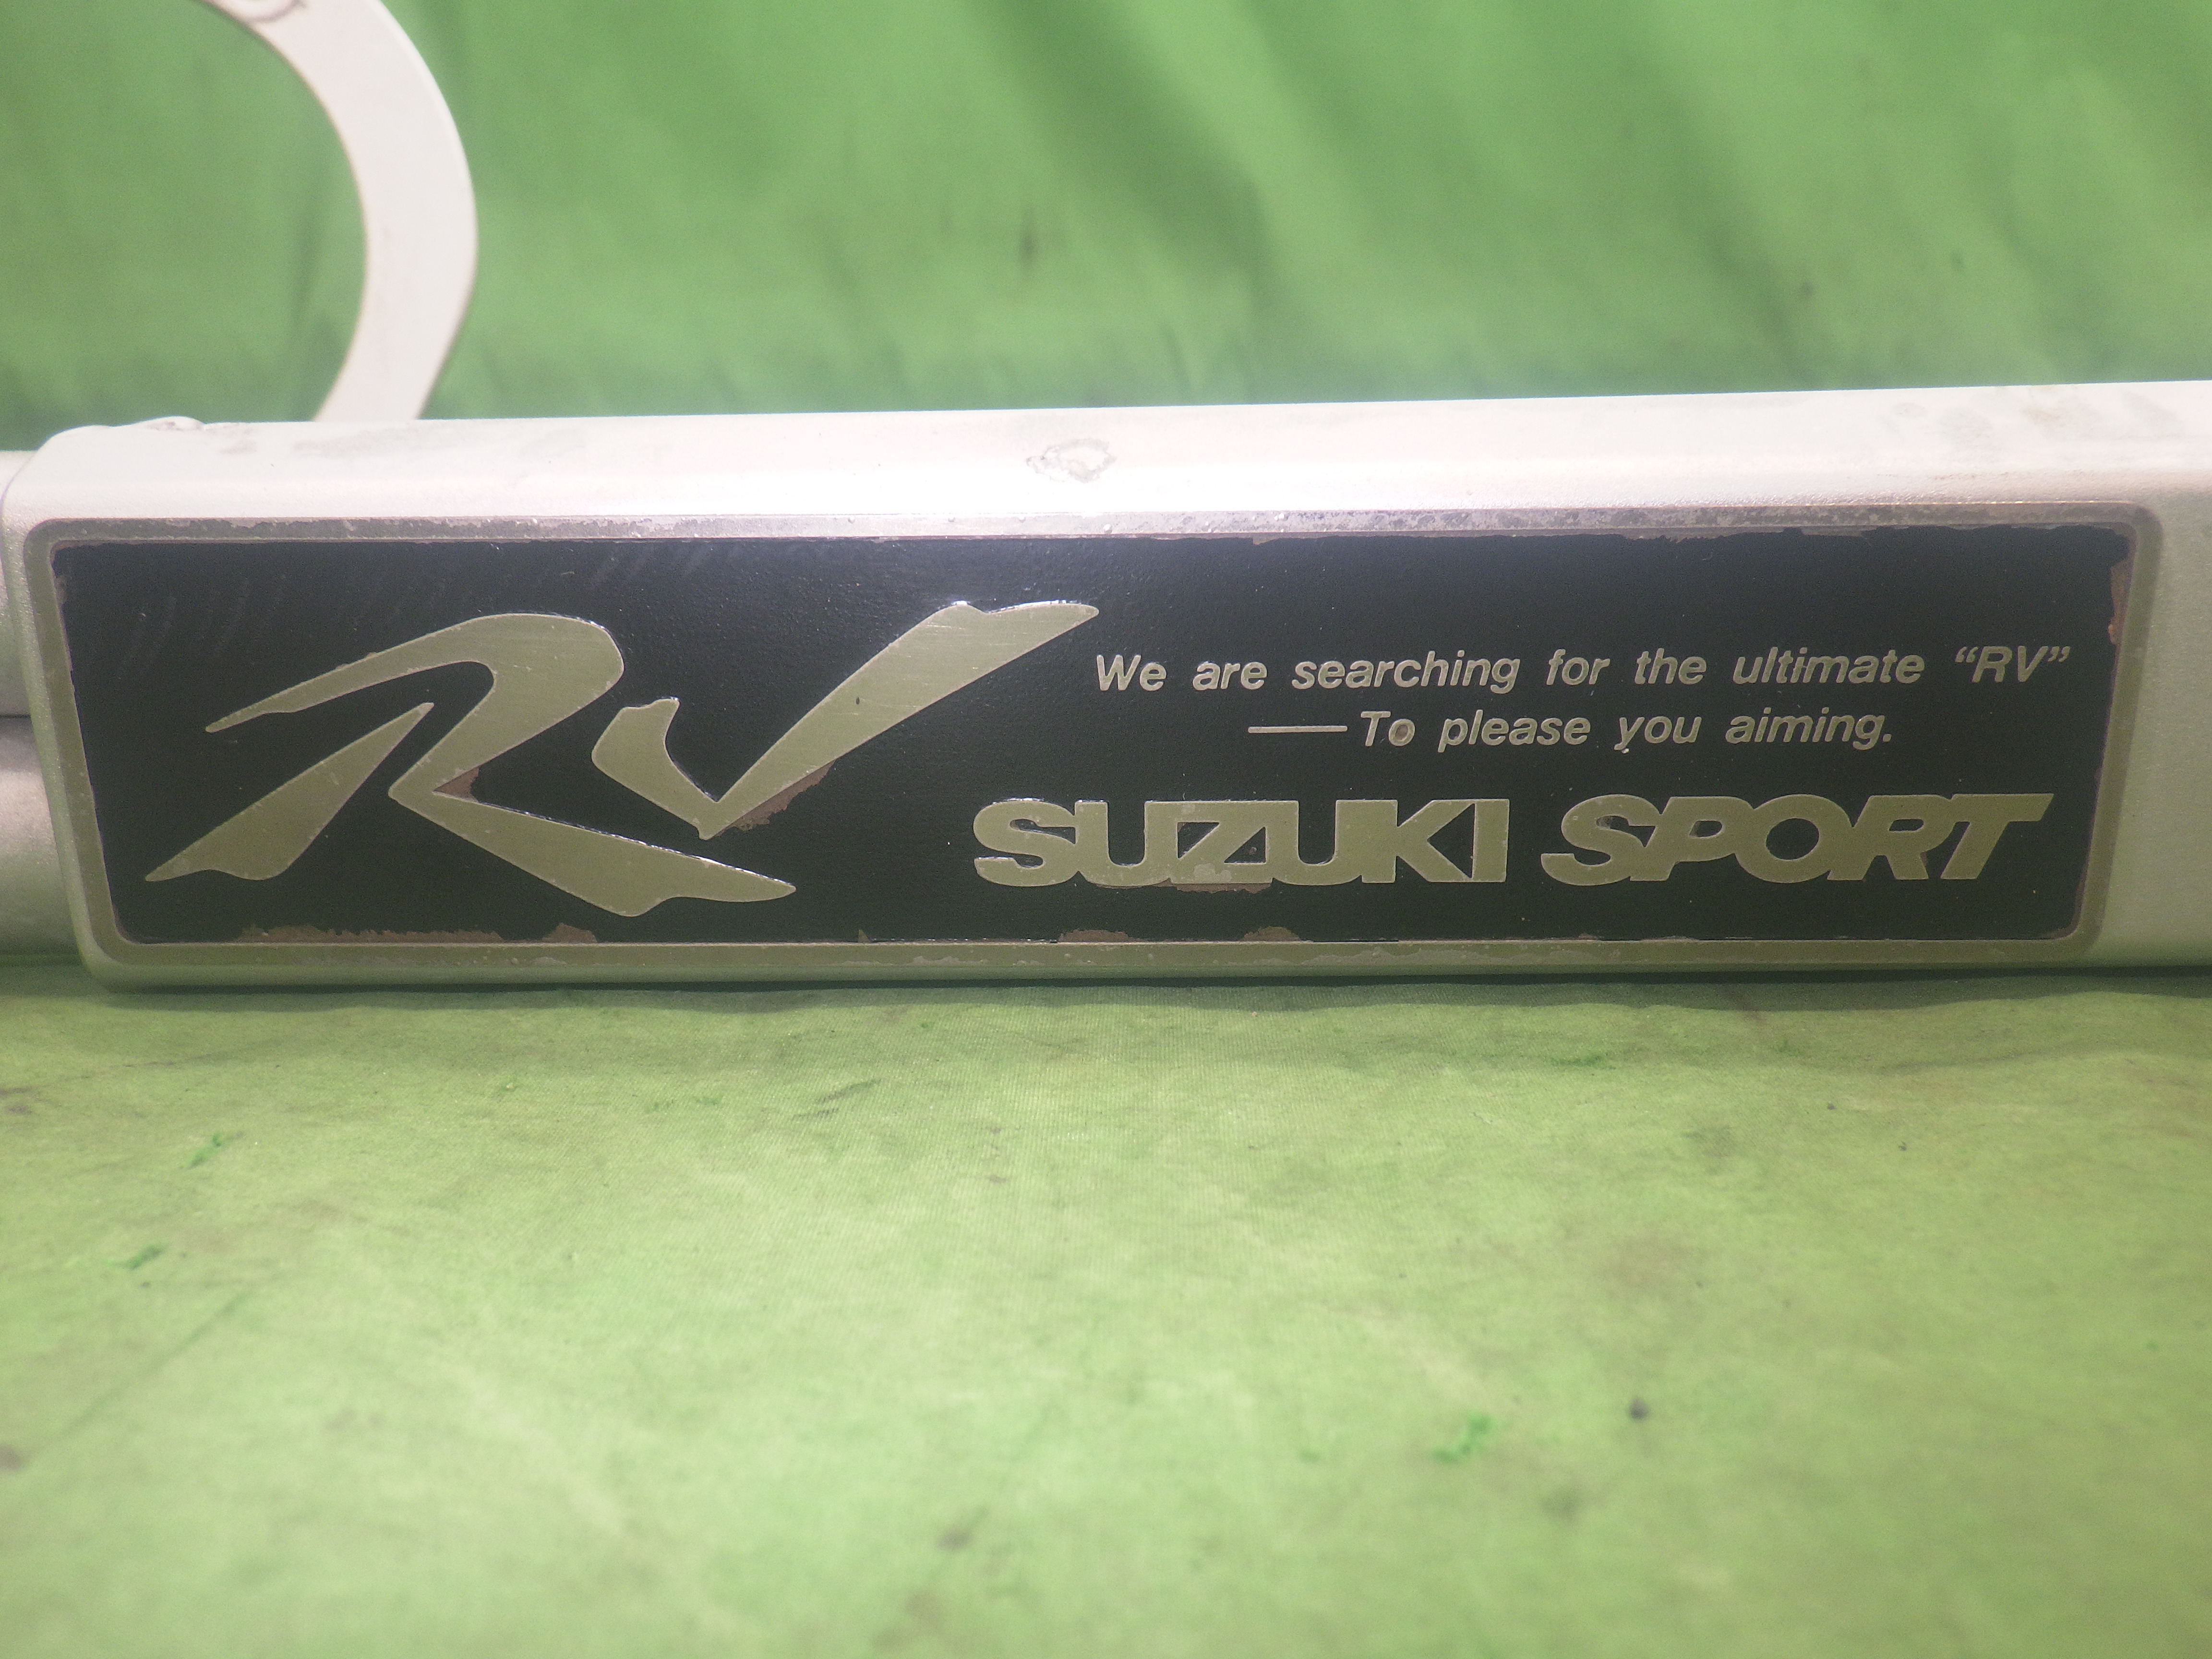 RV
We are searching for the ultimate “RV”
—To please you aiming.
SUZUKI SPORT